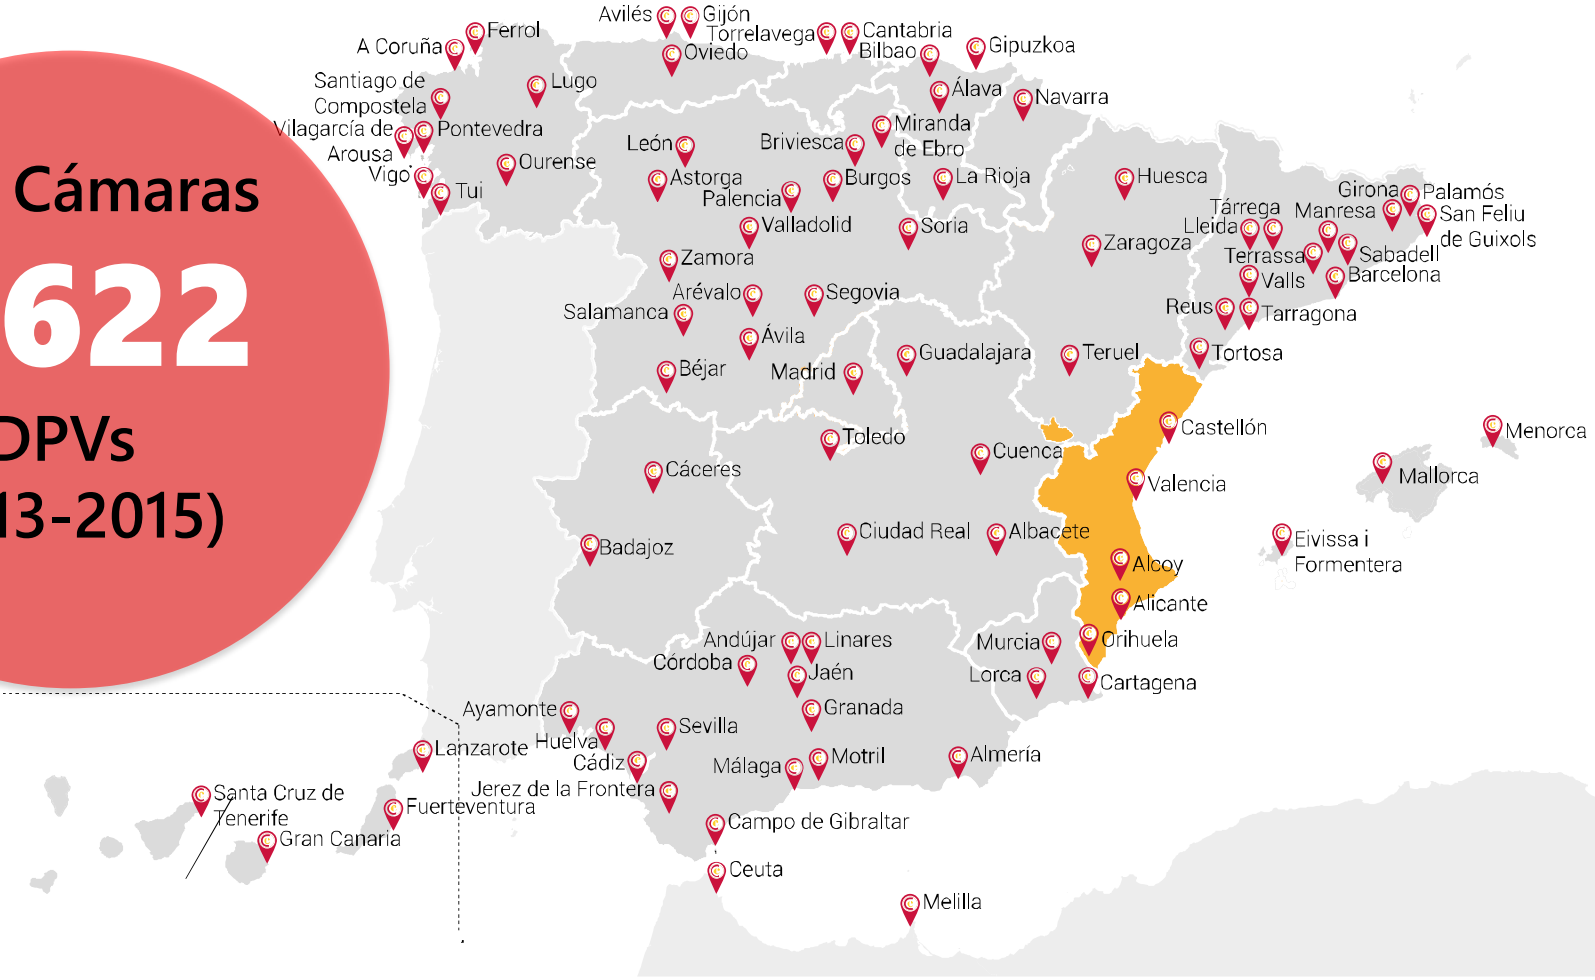 Cámaras
622
DPVs
13-2015)
Avilés
Gijón
Ferrol
Torrelavega
Cantabria
A Coruña
Oviedo
Bilbao
Gipuzkoa
Santiago de
Compostela
Lugo
Álava
Navarra
Vilagarcía de
Arousa
Pontevedra
León
Briviesca
Miranda
de Ebro
Vigo
Ourense
Tui
Astorga
Palencia
Burgos
La Rioja
Huesca
Girona
Palamós
Tárrega
Manresa
San Feliu
de Guixols
Valladolid
Soria
Lleida
Zaragoza
Terrassa
Sabadell
Zamora
Valls
Barcelona
Arévalo
Segovia
Salamanca
Reus
Tarragona
Ávila
Béjar
Madrid
Guadalajara
Teruel
Tortosa
Castellón
Menorca
Toledo
Cuenca
Cáceres
Valencia
Mallorca
Badajoz
Ciudad Real
Albacete
Eivissa i
Formentera
Alcoy
Alicante
Andújar
Linares
Murcia
Orihuela
Córdoba
Jaén
Lorca
Cartagena
Ayamonte
Granada
Huelva
Sevilla
Lanzarote
Cádiz
Málaga
Motril
Almería
Jerez de la Frontera
Santa Cruz de
Tenerife
Fuerteventura
Gran Canaria
Campo de Gibraltar
Ceuta
Melilla